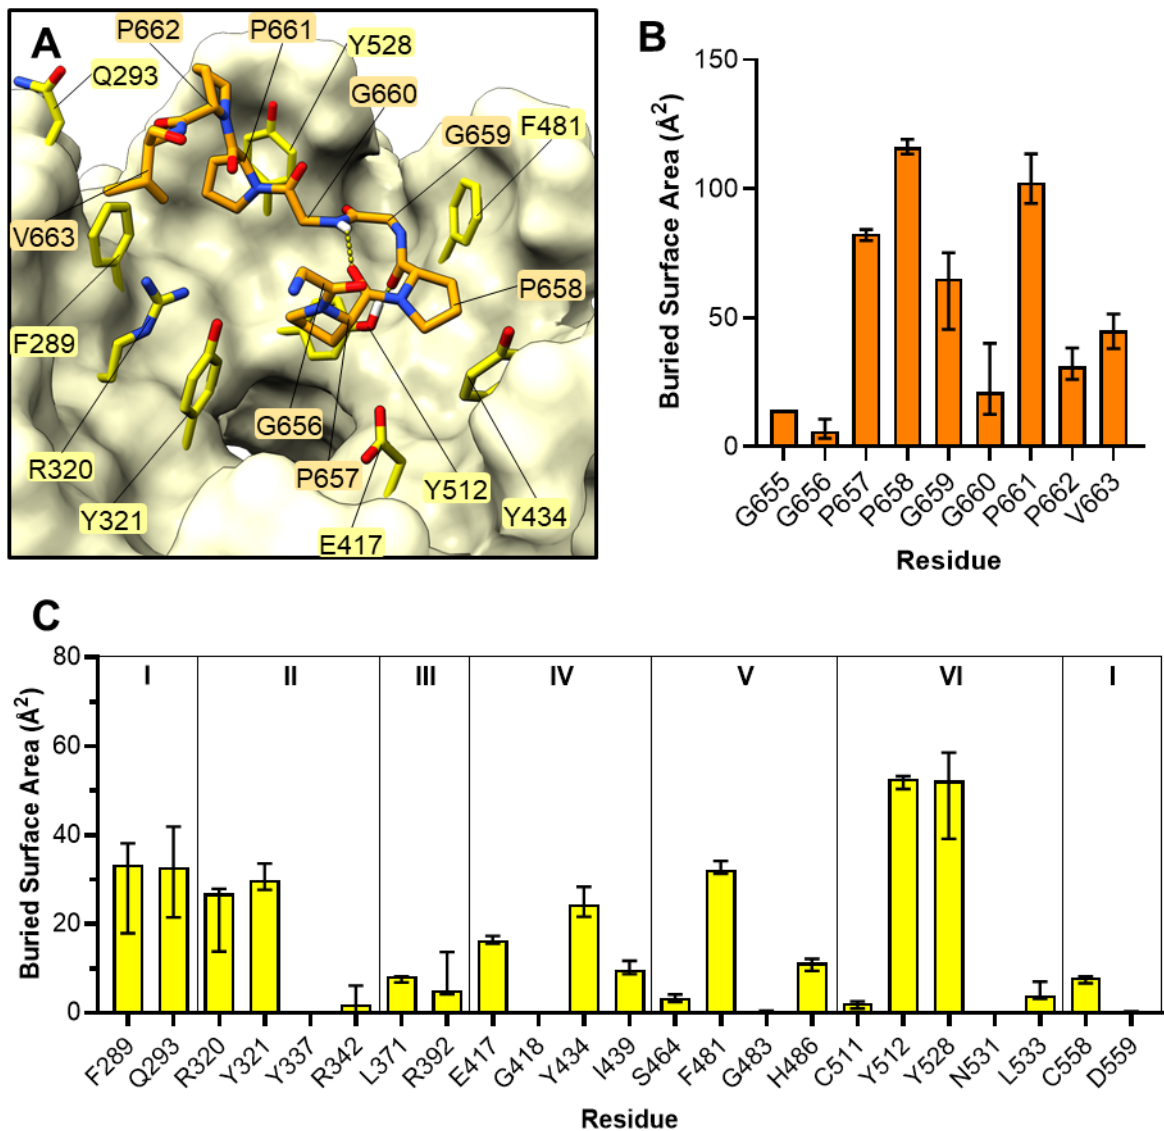 A
P662
P661
Y528
Q293
G660
G659
F481
V663
P658
F289
G656
R320
P657
Y512
Y321
Y434
E417
B
150
100
50
0
Buried Surface Area (Å²)
G655 G656 P657 P658 G659 G660 P661 P662 V663
Residue
C
80
60
40
20
0
Buried Surface Area (Å²)
I II III IV V VI I
F289 Q293 R320 Y321 Y337 R342 L371 R392 E417 G418 Y434 I439 S464 F481 G483 H486 C511 Y512 Y528 N531 L533 C558 D559
Residue